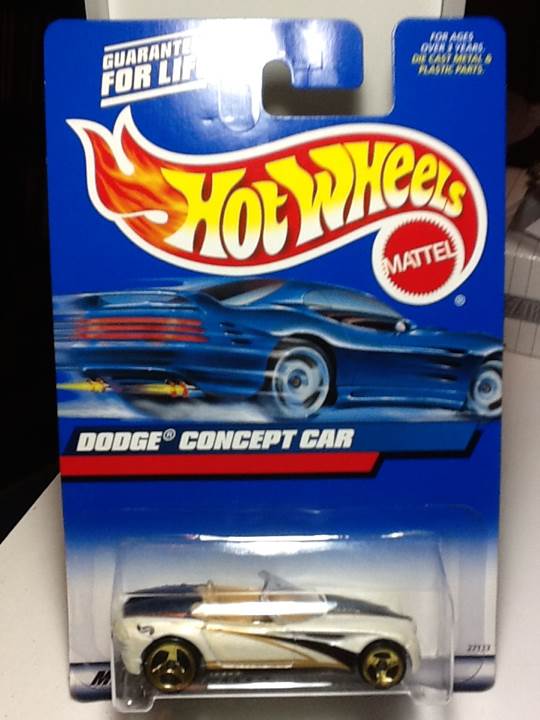 GUARANTE
FOR LIF
FOR AGES
OVER 3 YEARS.
DIE CAST METAL &
PLASTIC PARTS.
HOT WHEELS
MATTEL
®
DODGE® CONCEPT CAR